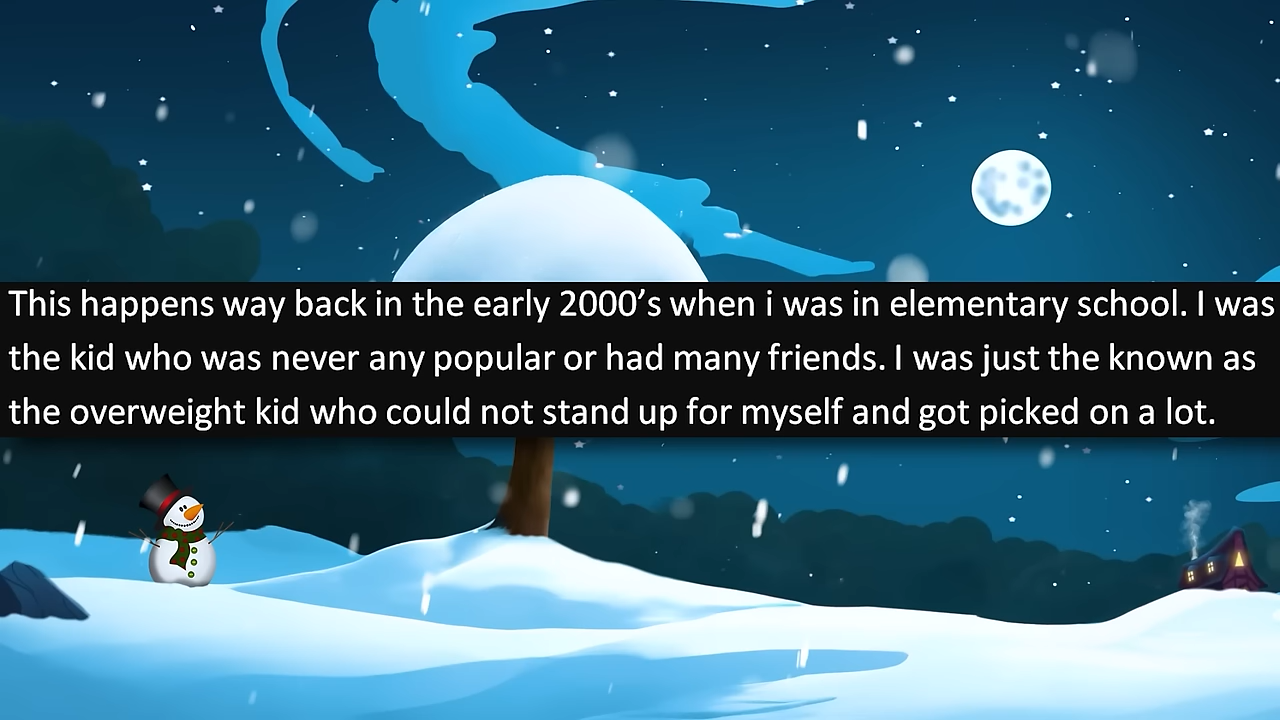 This happens way back in the early 2000’s when i was in elementary school. I was
the kid who was never any popular or had many friends. I was just the known as
the overweight kid who could not stand up for myself and got picked on a lot.